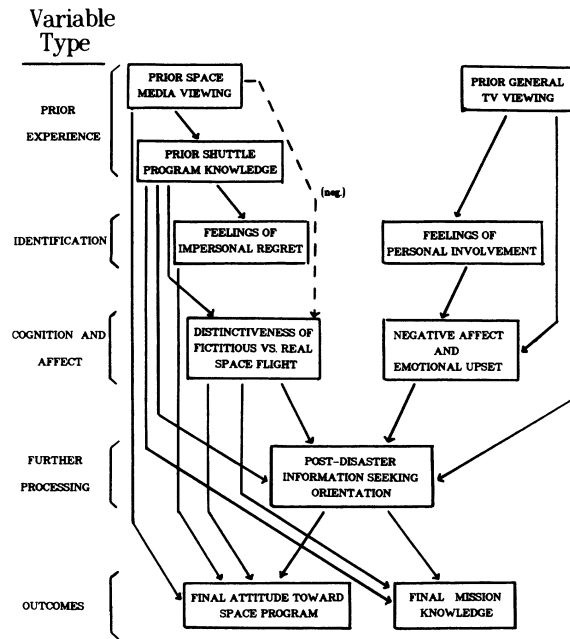 Variable
Type
PRIOR
EXPERIENCE
PRIOR SPACE
MEDIA VIEWING
PRIOR GENERAL
TV VIEWING
PRIOR SHUTTLE
PROGRAM KNOWLEDGE
(neg.)
IDENTIFICATION
FEELINGS OF
IMPERSONAL REGRET
FEELINGS OF
PERSONAL INVOLVEMENT
COGNITION AND
AFFECT
DISTINCTIVENESS OF
FICTITIOUS VS. REAL
SPACE FLIGHT
NEGATIVE AFFECT
AND
EMOTIONAL UPSET
FURTHER
PROCESSING
POST-DISASTER
INFORMATION SEEKING
ORIENTATION
OUTCOMES
FINAL ATTITUDE TOWARD
SPACE PROGRAM
FINAL MISSION
KNOWLEDGE